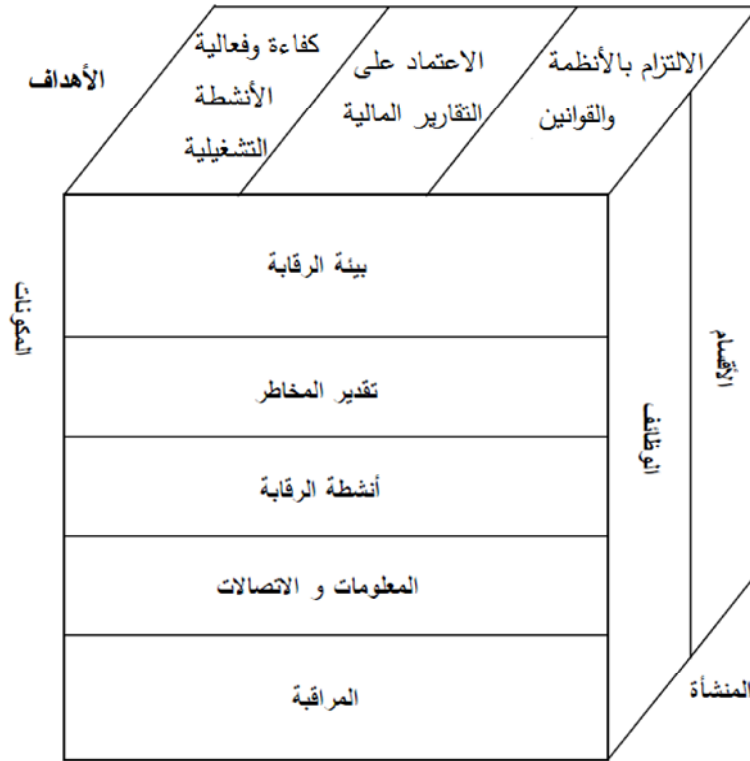 الأهداف
كفاءة وفعالية
الأنشطة
التشغيلية
الاعتماد على
التقارير المالية
الالتزام بالأنظمة
والقوانين
المكونات
بيئة الرقابة
تقدير المخاطر
أنشطة الرقابة
المعلومات و الاتصالات
المراقبة
الوظائف
الأقسام
المنشأة